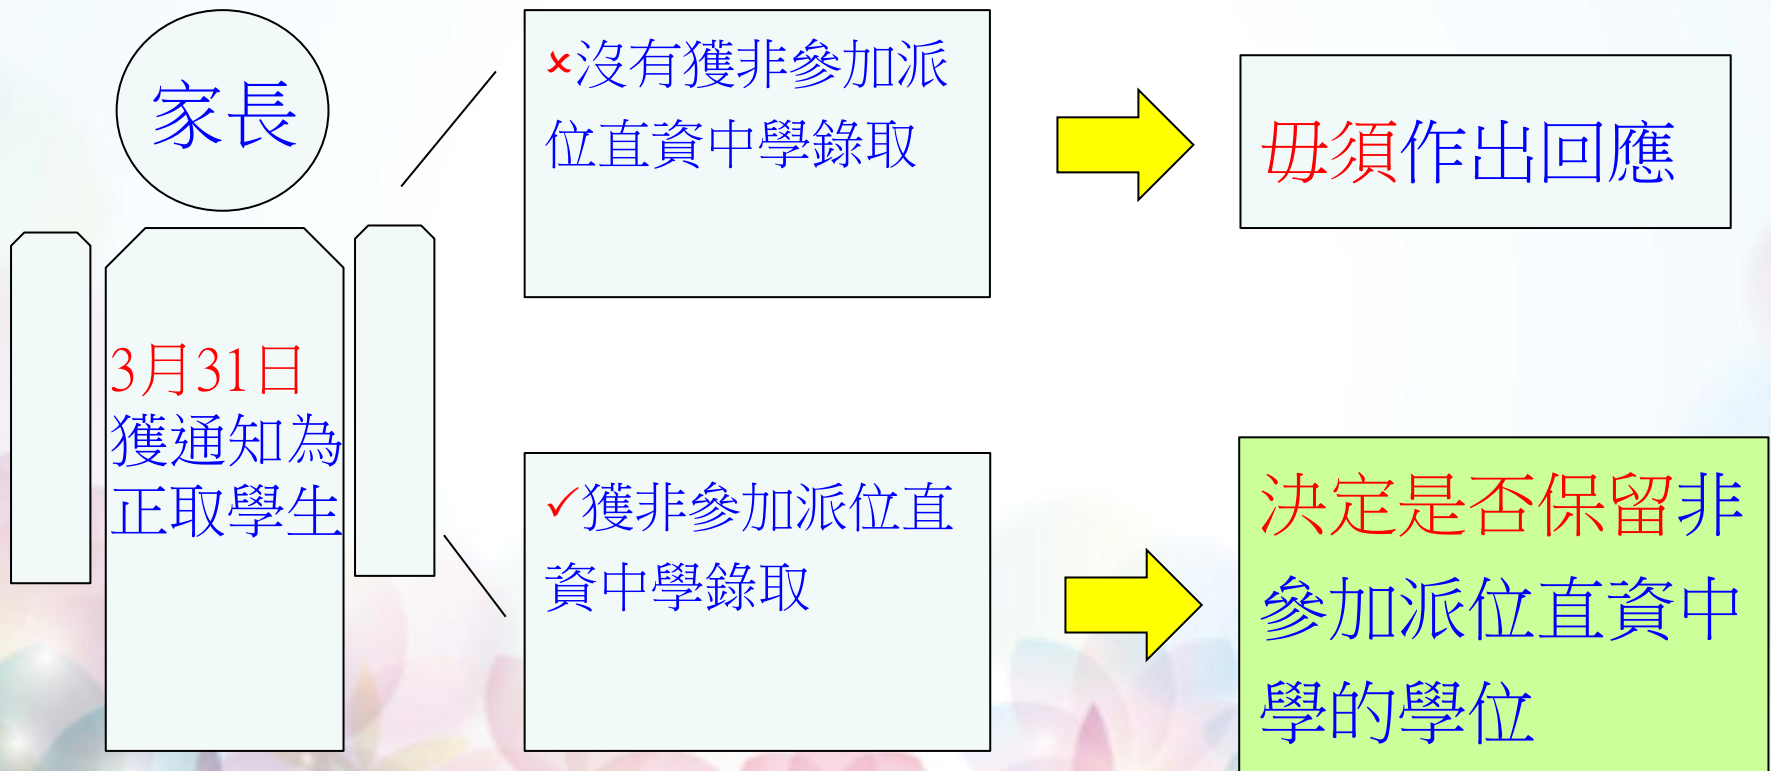 家長
3月31日
獲通知為
正取學生
×沒有獲非參加派
位直資中學錄取
毋須作出回應
✓獲非參加派位直
資中學錄取
決定是否保留非
參加派位直資中
學的學位